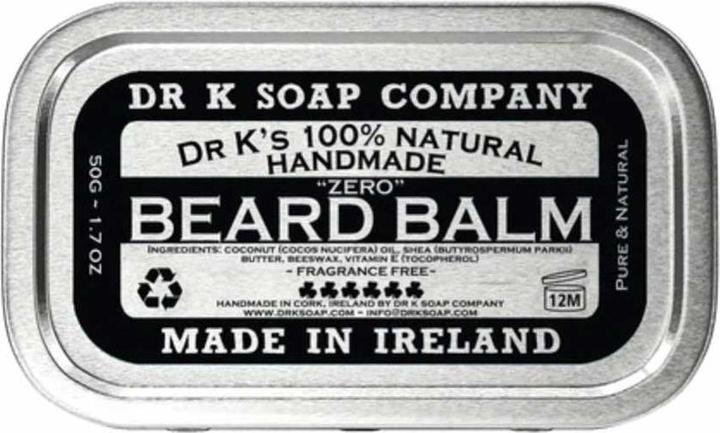 DR K SOAP COMPANY
DR K'S 100% NATURAL
HANDMADE
"ZERO"
BEARD BALM
INGREDIENTS: COCONUT (COCOS NUCIFERA) OIL, SHEA (BUTYROSPERMUM PARKII)
BUTTER, BEESWAX, VITAMIN E (TOCOPHEROL)
- FRAGRANCE FREE-
HANDMADE IN CORK, IRELAND BY DR K SOAP COMPANY
WWW.DRKSOAP.COM ~ INFO@DRKSOAP.COM
MADE IN IRELAND
50G ~ 1.7 OZ
PURE & NATURAL
12M